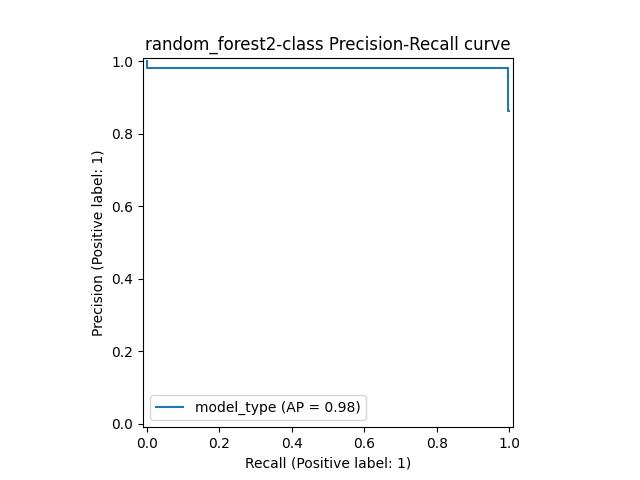 random_forest2-class Precision-Recall curve
1.0
0.8
0.6
0.4
0.2
0.0
Precision (Positive label: 1)
model_type (AP = 0.98)
0.0 0.2 0.4 0.6 0.8 1.0
Recall (Positive label: 1)